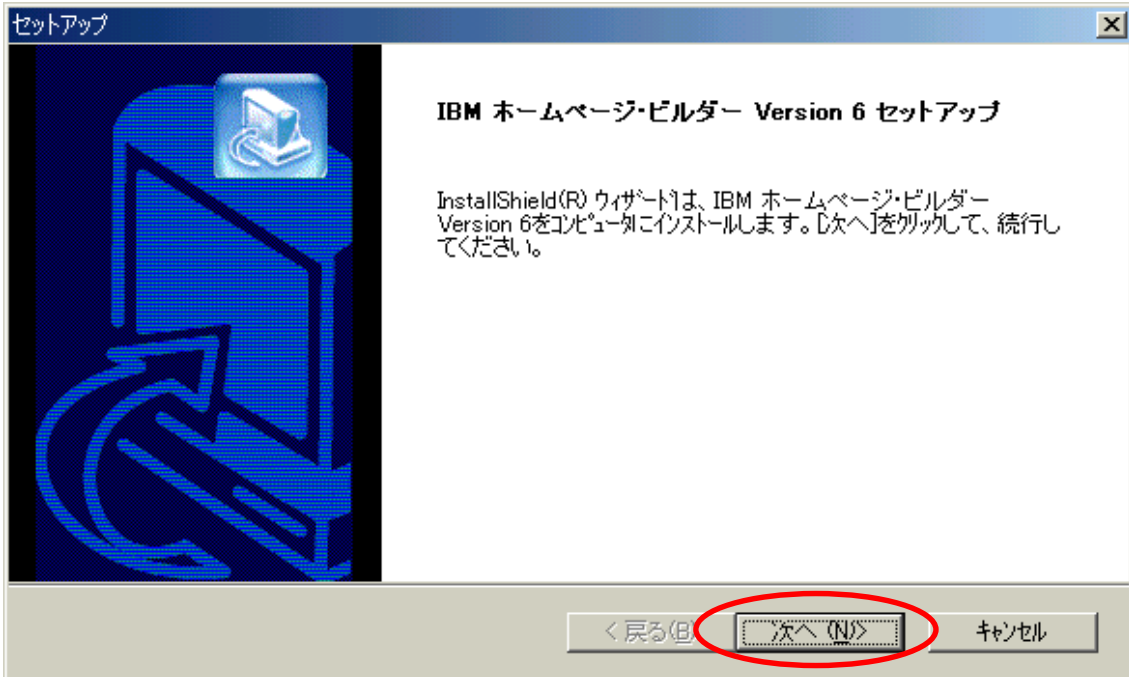 セットアップ
IBM ホームページ・ビルダー Version 6 セットアップ
InstallShield(R) ウィザードは、IBM ホームページ・ビルダー
Version 6をコンピュータにインストールします。[次へ]をクリックして、続行し
てください。
< 戻る(B)
次へ (N)>
キャンセル